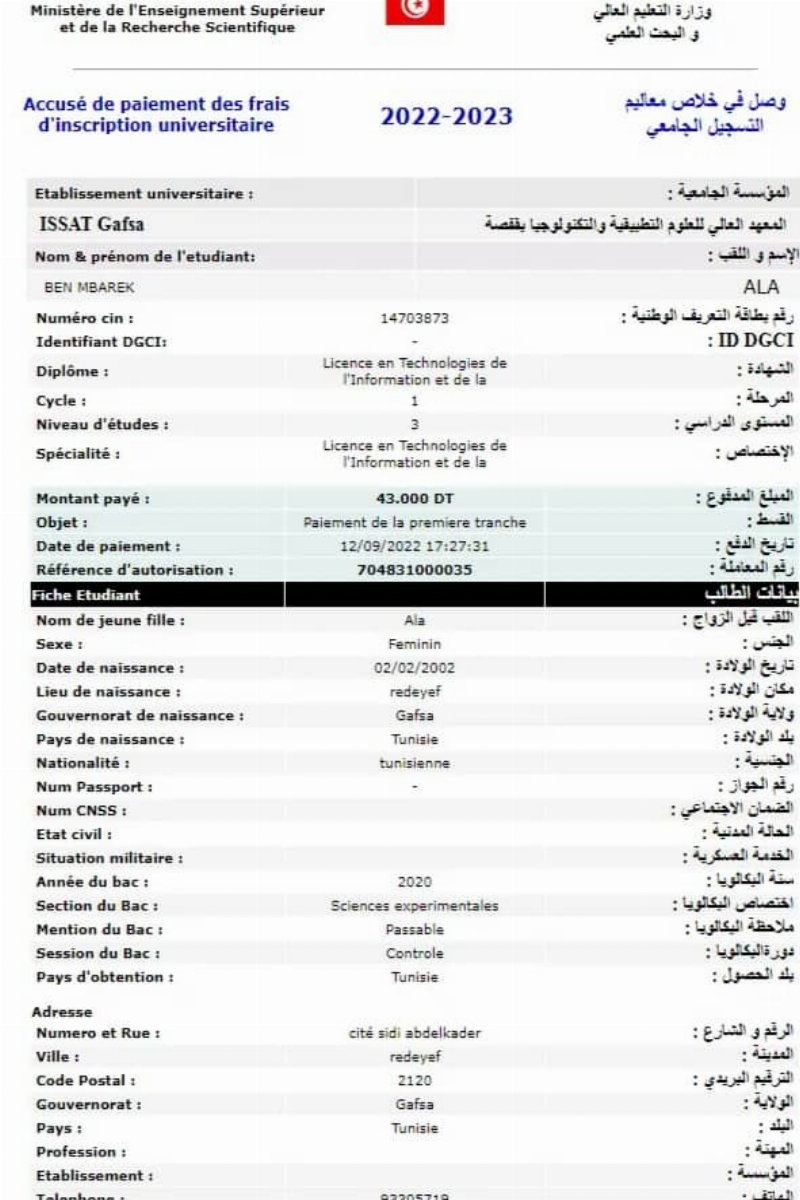 Ministère de l'Enseignement Supérieur
et de la Recherche Scientifique
وزارة التعليم العالي
و البحث العلمي
Accusé de paiement des frais
d'inscription universitaire
2022-2023
وصل في خلاص معاليم
التسجيل الجامعي
Etablissement universitaire : المؤسسة الجامعية :
ISSAT Gafsa المعهد العالي للعلوم التطبيقية والتكنولوجيا بقفصة
Nom & prénom de l'etudiant: الإسم و اللقب :
BEN MBAREK ALA
Numéro cin : 14703873 رقم بطاقة التعريف الوطنية :
Identifiant DGCI: - ID DGCI :
Diplôme : Licence en Technologies de l'Information et de la الشهادة :
Cycle : 1 المرحلة :
Niveau d'études : 3 المستوى الدراسي :
Spécialité : Licence en Technologies de l'Information et de la الإختصاص :
Montant payé : 43.000 DT المبلغ المدفوع :
Objet : Paiement de la premiere tranche القسط :
Date de paiement : 12/09/2022 17:27:31 تاريخ الدفع :
Référence d'autorisation : 704831000035 رقم المعاملة :
Fiche Etudiant بيانات الطالب
Nom de jeune fille : Ala اللقب قبل الزواج :
Sexe : Feminin الجنس :
Date de naissance : 02/02/2002 تاريخ الولادة :
Lieu de naissance : redeyef مكان الولادة :
Gouvernorat de naissance : Gafsa ولاية الولادة :
Pays de naissance : Tunisie بلد الولادة :
Nationalité : tunisienne الجنسية :
Num Passport : - رقم الجواز :
Num CNSS : الضمان الاجتماعي :
Etat civil : الحالة المدنية :
Situation militaire : الخدمة العسكرية :
Année du bac : 2020 سنة البكالويا :
Section du Bac : Sciences experimentales اختصاص البكالويا :
Mention du Bac : Passable ملاحظة البكالويا :
Session du Bac : Controle دورةالبكالويا :
Pays d'obtention : Tunisie بلد الحصول :
Adresse
Numero et Rue : cité sidi abdelkader الرقم و الشارع :
Ville : redeyef المدينة :
Code Postal : 2120 الترقيم البريدي :
Gouvernorat : Gafsa الولاية :
Pays : Tunisie البلد :
Profession : المهنة :
Etablissement : المؤسسة :
Telephone : 93305719 الهاتف :